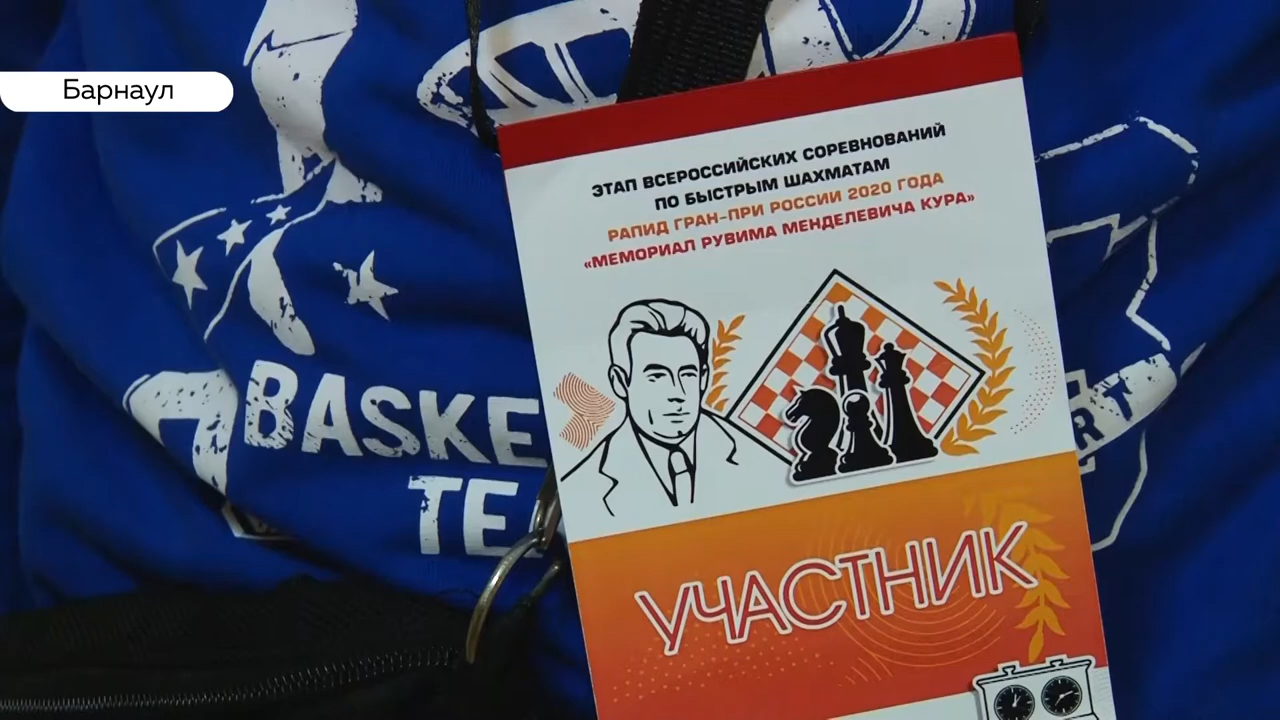 Барнаул
ЭТАП ВСЕРОССИЙСКИХ СОРЕВНОВАНИЙ
ПО БЫСТРЫМ ШАХМАТАМ
РАПИД ГРАН-ПРИ РОССИИ 2020 ГОДА
«МЕМОРИАЛ РУВИМА МЕНДЕЛЕВИЧА КУРА»
УЧАСТНИК
BASKE
TE